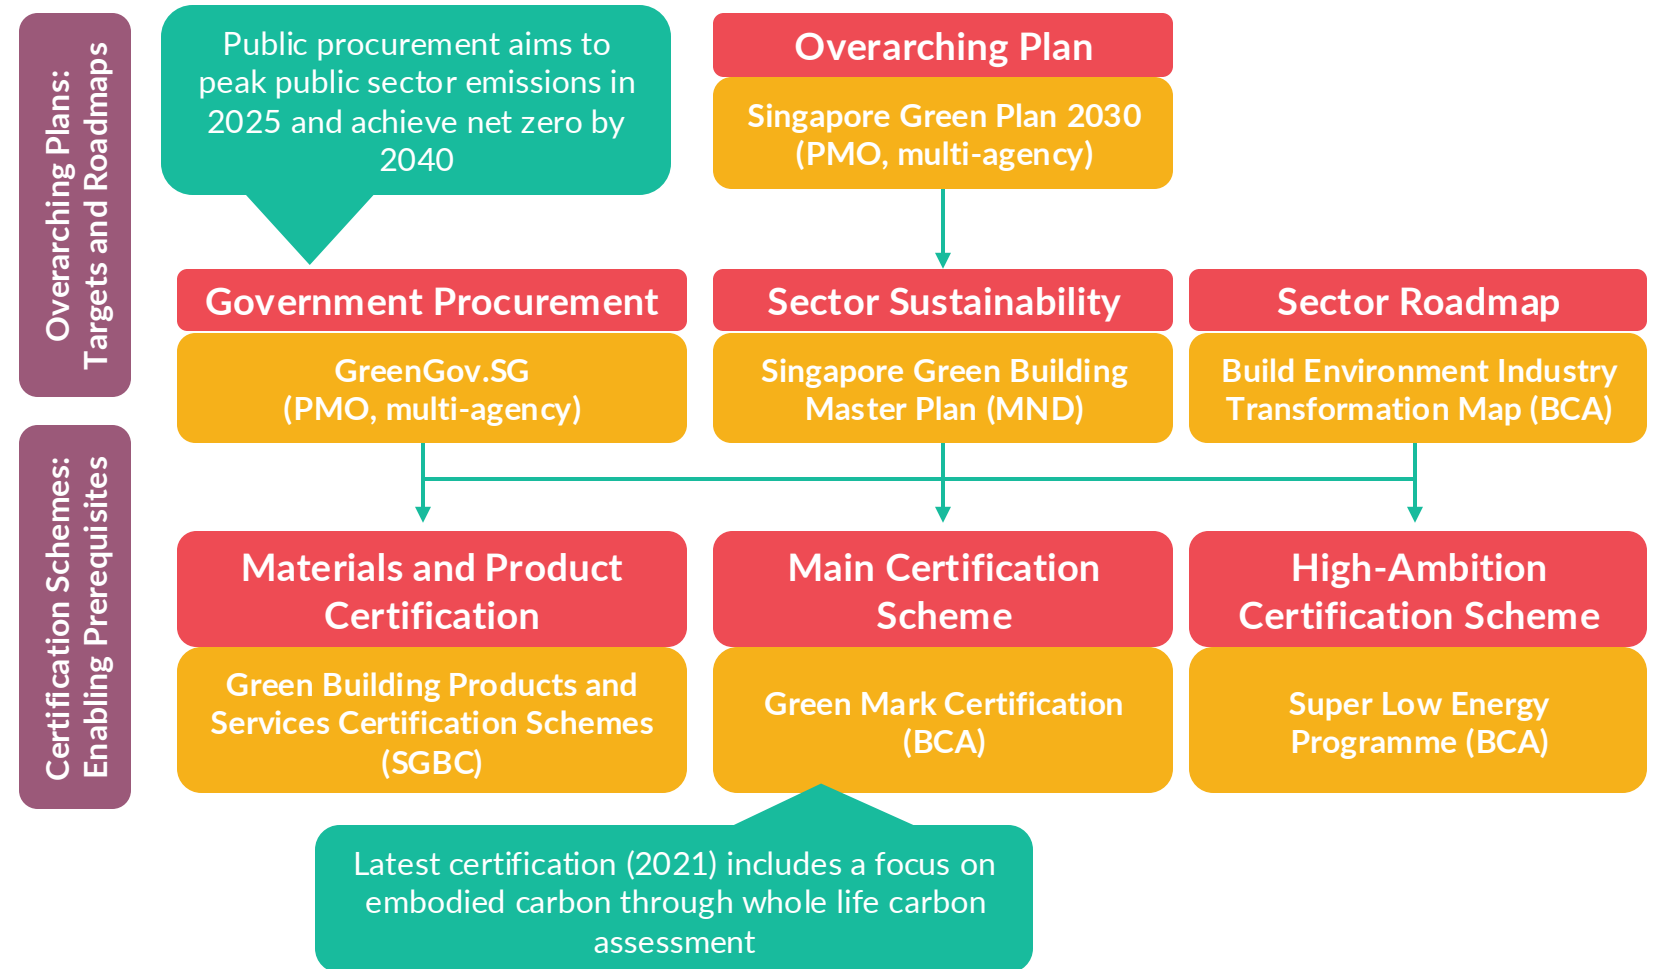 Overarching Plans:
Targets and Roadmaps
Public procurement aims to
peak public sector emissions in
2025 and achieve net zero by
2040
Overarching Plan
Singapore Green Plan 2030
(PMO, multi-agency)
Government Procurement
GreenGov.SG
(PMO, multi-agency)
Sector Sustainability
Singapore Green Building
Master Plan (MND)
Sector Roadmap
Build Environment Industry
Transformation Map (BCA)
Certification Schemes:
Enabling Prerequisites
Materials and Product
Certification
Green Building Products and
Services Certification Schemes
(SGBC)
Main Certification
Scheme
Green Mark Certification
(BCA)
High-Ambition
Certification Scheme
Super Low Energy
Programme (BCA)
Latest certification (2021) includes a focus on
embodied carbon through whole life carbon
assessment